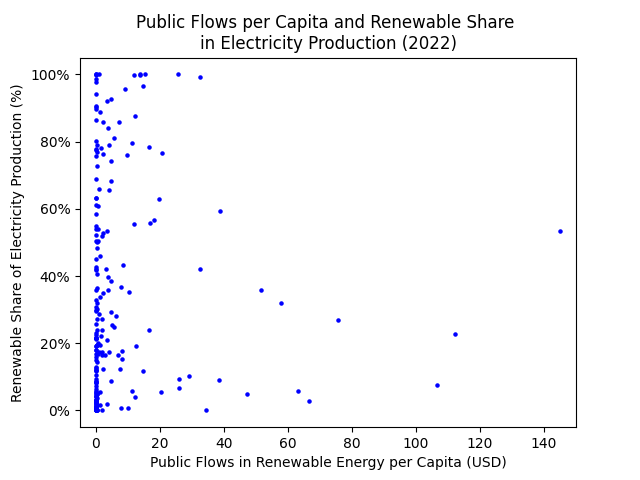 Public Flows per Capita and Renewable Share
in Electricity Production (2022)
Renewable Share of Electricity Production (%)
100%
80%
60%
40%
20%
0%
0 20 40 60 80 100 120 140
Public Flows in Renewable Energy per Capita (USD)